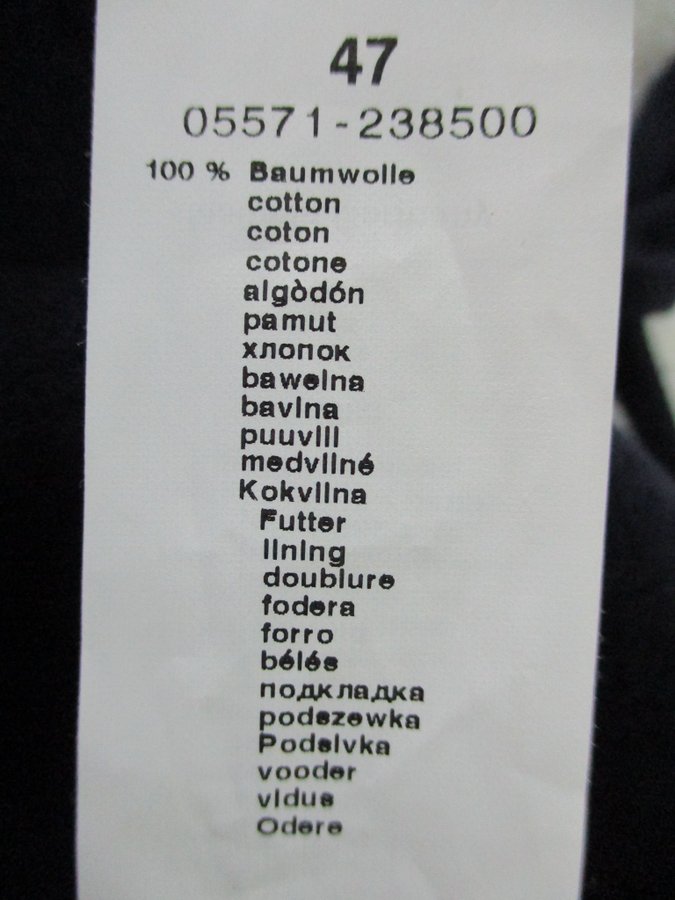 47
05571-238500
100 % Baumwolle
cotton
coton
cotone
algòdón
pamut
хлопок
bawelna
bavlna
puuvill
medvilné
Kokvilna
Futter
lining
doublure
fodera
forro
bélés
подкладка
podszewka
Podsivka
vooder
vidus
Odere